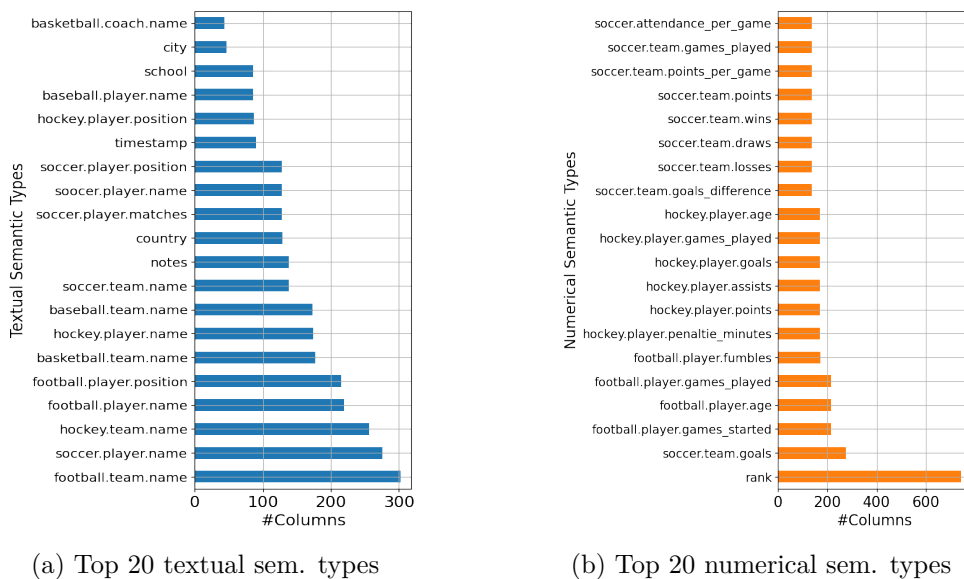 Textual Semantic Types
basketball.coach.name
city
school
baseball.player.name
hockey.player.position
timestamp
soccer.player.position
soocer.player.name
soccer.player.matches
country
notes
soccer.team.name
baseball.team.name
hockey.player.name
basketball.team.name
football.player.position
football.player.name
hockey.team.name
soccer.player.name
football.team.name
0 100 200 300
#Columns
(a) Top 20 textual sem. types
Numerical Semantic Types
soccer.attendance_per_game
soccer.team.games_played
soccer.team.points_per_game
soccer.team.points
soccer.team.wins
soccer.team.draws
soccer.team.losses
soccer.team.goals_difference
hockey.player.age
hockey.player.games_played
hockey.player.goals
hockey.player.assists
hockey.player.points
hockey.player.penaltie_minutes
football.player.fumbles
football.player.games_played
football.player.age
football.player.games_started
soccer.team.goals
rank
0 200 400 600
#Columns
(b) Top 20 numerical sem. types